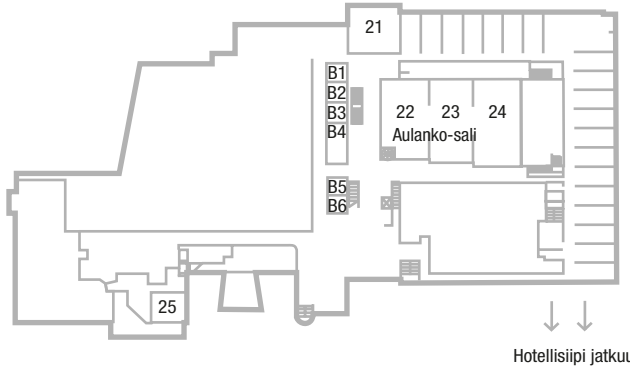 21
B1
B2
B3
B4
22 23 24
Aulanko-sali
B5
B6
25
Hotellisiipi jatkuu